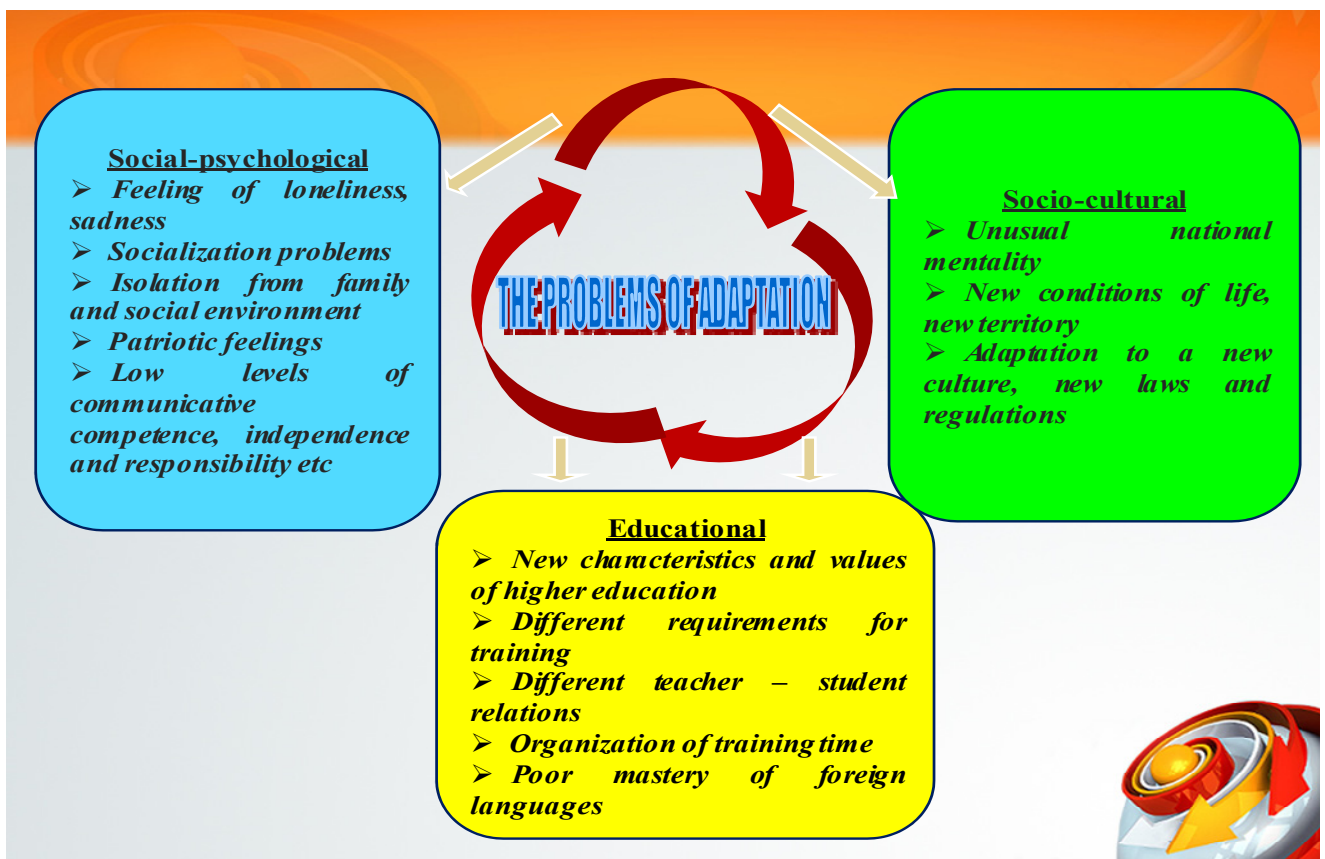 Social-psychological
➢ Feeling of loneliness,
sadness
➢ Socialization problems
➢ Isolation from family
and social environment
➢ Patriotic feelings
➢ Low levels of
communicative
competence, independence
and responsibility etc
THE PROBLEMS OF ADAPTATION
Socio-cultural
➢ Unusual national
mentality
➢ New conditions of life,
new territory
➢ Adaptation to a new
culture, new laws and
regulations
Educational
➢ New characteristics and values
of higher education
➢ Different requirements for
training
➢ Different teacher – student
relations
➢ Organization of training time
➢ Poor mastery of foreign
languages